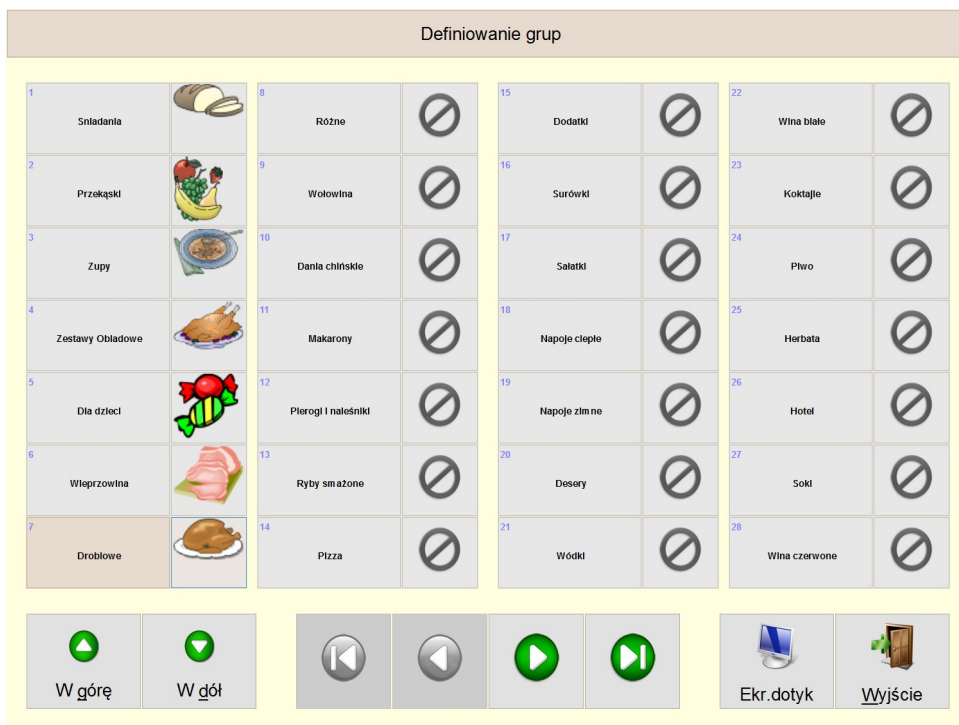 Definiowanie grup
1
Sniadania
2
Przekąski
3
Zupy
4
Zestawy Obiadowe
5
Dla dzieci
6
Wieprzowina
7
Drobiowe
8
Różne
9
Wołowina
10
Dania chińskie
11
Makarony
12
Pierogi i naleśniki
13
Ryby smażone
14
Pizza
15
Dodatki
16
Surówki
17
Sałatki
18
Napoje ciepłe
19
Napoje zimne
20
Desery
21
Wódki
22
Wina białe
23
Koktajle
24
Piwo
25
Herbata
26
Hotel
27
Soki
28
Wina czerwone
W górę
W dół
Ekr.dotyk
Wyjście